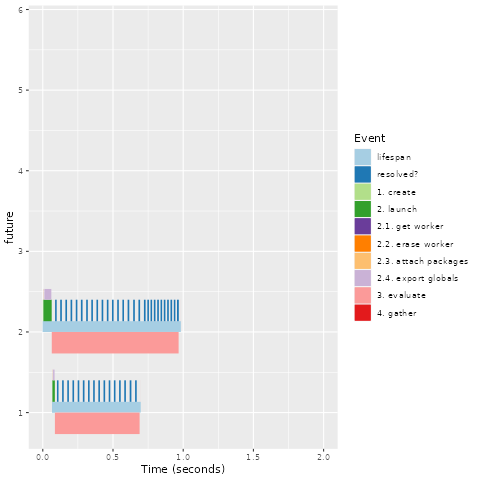 6
5
4
3
2
1
future
0.0 0.5 1.0 1.5 2.0
Time (seconds)
Event
lifespan
resolved?
1. create
2. launch
2.1. get worker
2.2. erase worker
2.3. attach packages
2.4. export globals
3. evaluate
4. gather